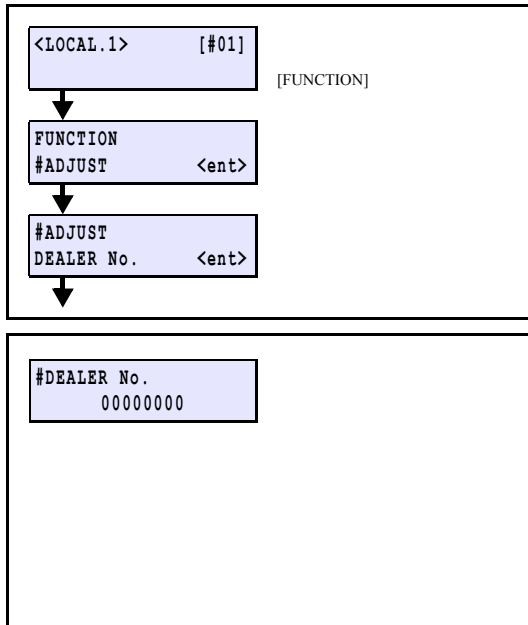 <LOCAL.1> [#01]
[FUNCTION]
FUNCTION
#ADJUST <ent>
#ADJUST
DEALER No. <ent>
#DEALER No.
00000000